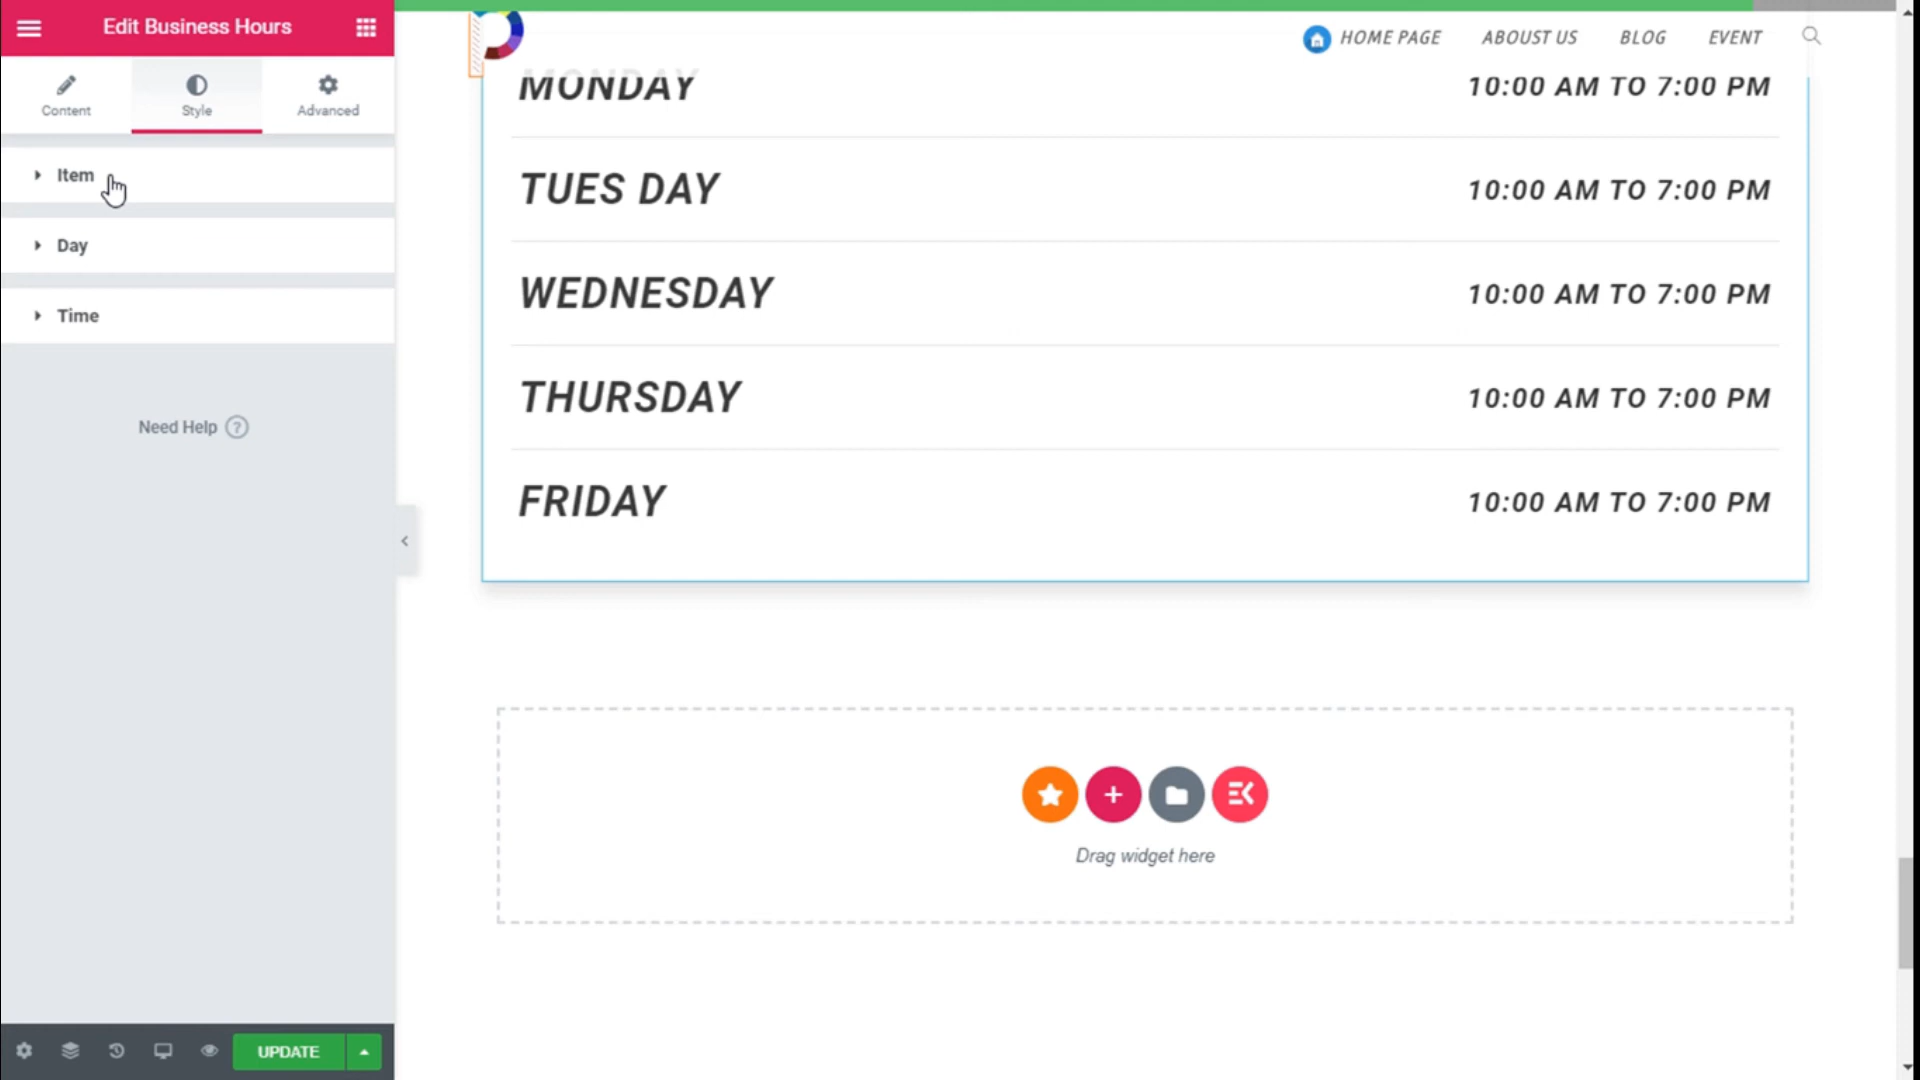 Edit Business Hours
Content
Style
Advanced
Item
Day
Time
Need Help ?
UPDATE
HOME PAGE
ABOUST US
BLOG
EVENT
MONDAY
10:00 AM TO 7:00 PM
TUES DAY
10:00 AM TO 7:00 PM
WEDNESDAY
10:00 AM TO 7:00 PM
THURSDAY
10:00 AM TO 7:00 PM
FRIDAY
10:00 AM TO 7:00 PM
Drag widget here